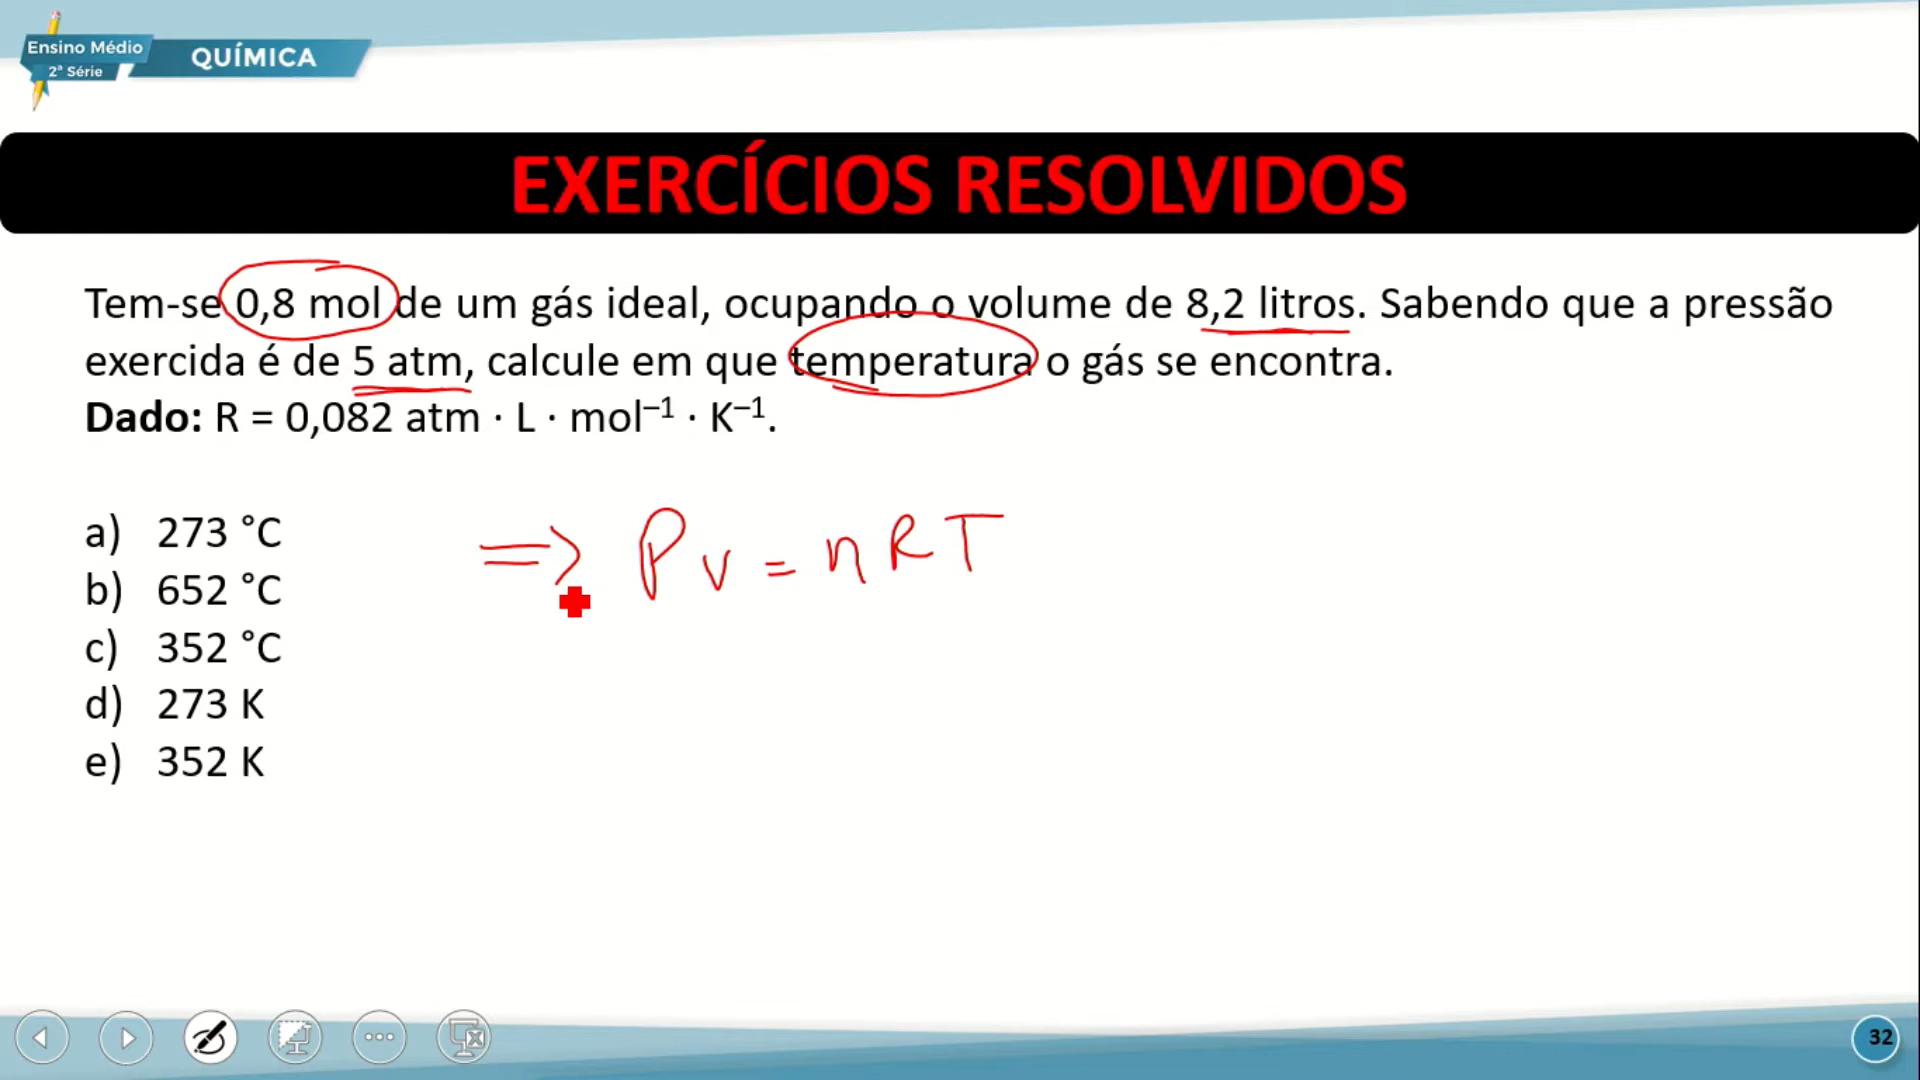 Ensino Médio
2ª Série
QUÍMICA
EXERCÍCIOS RESOLVIDOS
Tem-se 0,8 mol de um gás ideal, ocupando o volume de 8,2 litros. Sabendo que a pressão
exercida é de 5 atm, calcule em que temperatura o gás se encontra.
Dado: R = 0,082 atm · L · mol⁻¹ · K⁻¹.
a) 273 °C
b) 652 °C
c) 352 °C
d) 273 K
e) 352 K
=> PV = nRT
32